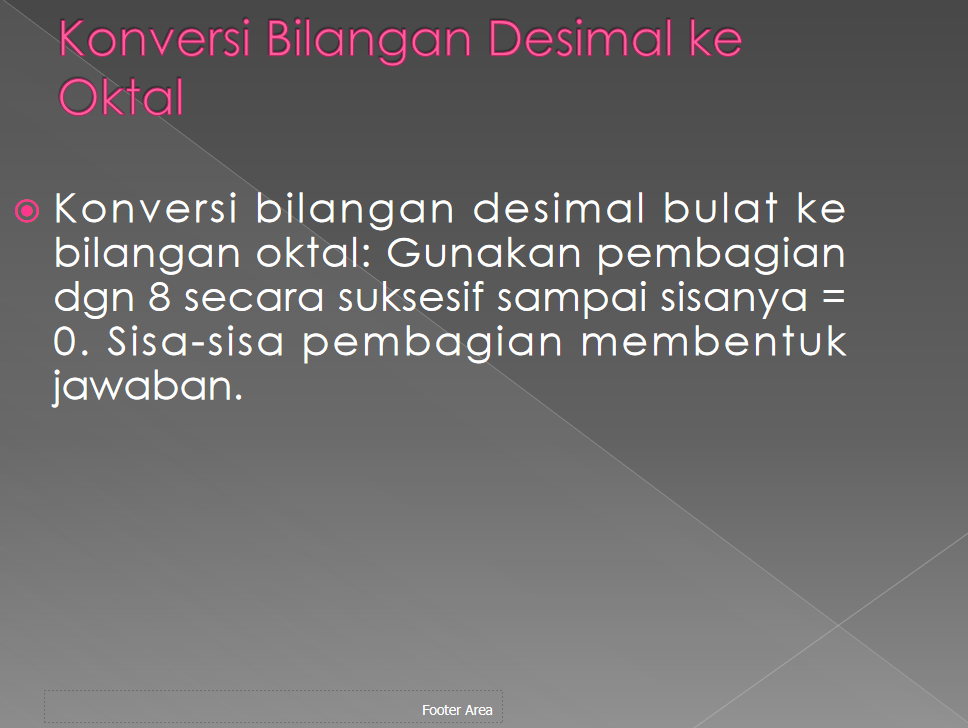 Konversi Bilangan Desimal ke
Oktal
Konversi bilangan desimal bulat ke
bilangan oktal: Gunakan pembagian
dgn 8 secara suksesif sampai sisanya =
0. Sisa-sisa pembagian membentuk
jawaban.
Footer Area